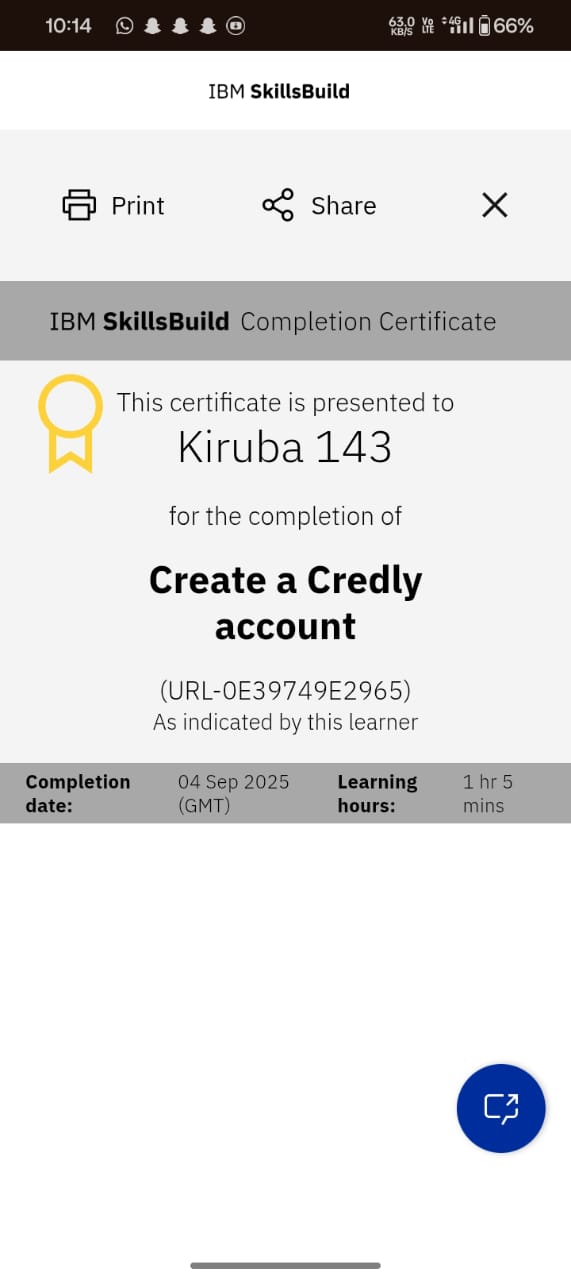 10:14 63.0 KB/S Vo LTE 4G 66%
IBM SkillsBuild
Print Share
IBM SkillsBuild Completion Certificate
This certificate is presented to
Kiruba 143
for the completion of
Create a Credly
account
(URL-0E39749E2965)
As indicated by this learner
Completion date: 04 Sep 2025 (GMT) Learning hours: 1 hr 5 mins